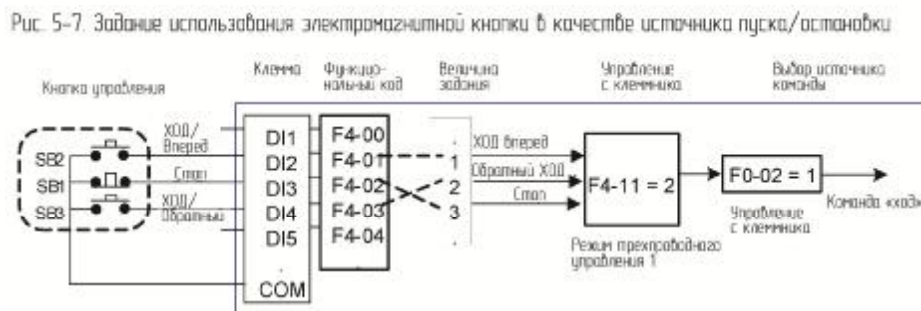 Рис. 5-7. Задание использования электромагнитной кнопки в качестве источника пуска/остановки
Кнопка управления
Клемма
Функцио-
нальный код
Величина
задания
Управление
с клеммника
Выбор источника
команды
SB2
SB1
SB3
ХОД/
Вперед
Стоп
ХОД/
Обратный
DI1
DI2
DI3
DI4
DI5
.
COM
F4-00
F4-01
F4-02
F4-03
F4-04
.
1
2
3
.
ХОД вперед
Обратный ХОД
Стоп
F4-11 = 2
Режим трехпроводного
управления 1
F0-02 = 1
Управление
с клеммника
Команда «ход»